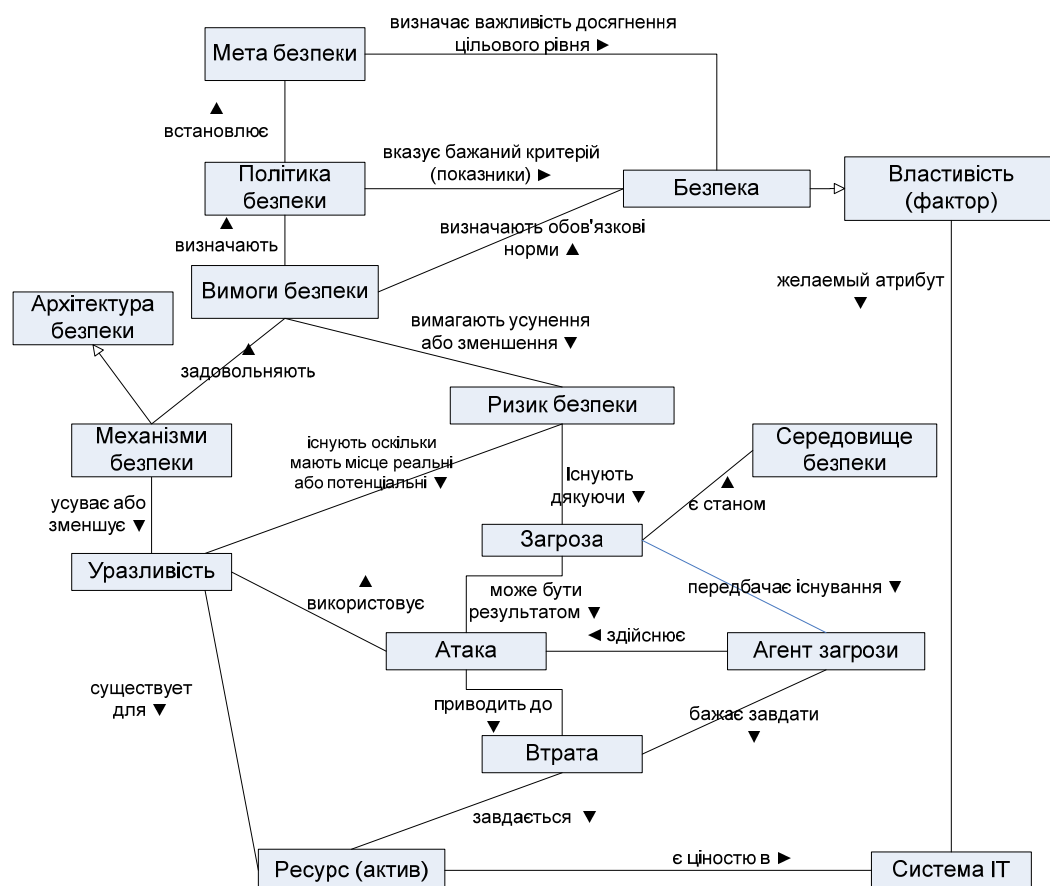 визначає важливість досягнення
цільового рівня ►
Мета безпеки
▲
встановлює
вказує бажаний критерій
(показники) ►
Політика
безпеки
Безпека
Властивість
(фактор)
▲
визначають
визначають обов'язкові
норми ▲
Вимоги безпеки
желаемый атрибут
▼
Архітектура
безпеки
вимагають усунення
або зменшення ▼
▲
задовольняють
Ризик безпеки
Механізми
безпеки
існують оскільки
мають місце реальні
або потенціальні ▼
Середовище
безпеки
Існують
дякуючи ▼
▲
є станом
усуває або
зменшує ▼
Загроза
Уразливість
▲
використовує
може бути
результатом ▼
передбачає існування ▼
Атака
◄ здійснює
Агент загрози
существует
для ▼
приводить до
▼
бажає завдати
▼
Втрата
завдається ▼
Ресурс (актив)
є ціностю в ►
Система ІТ